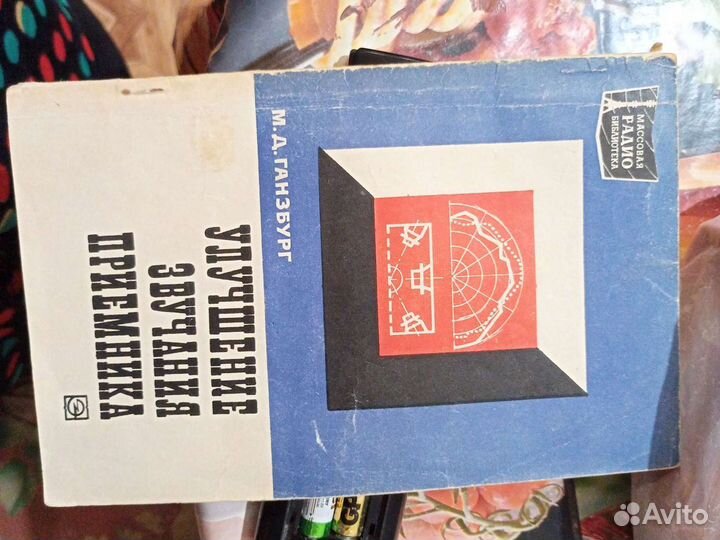 МАССОВАЯ
РАДИО
БИБЛИОТЕКА
М.Д.ГАНЗБУРГ
УЛУЧШЕНИЕ
ЗВУЧАНИЯ
ПРИЕМНИКА
GP
Avito